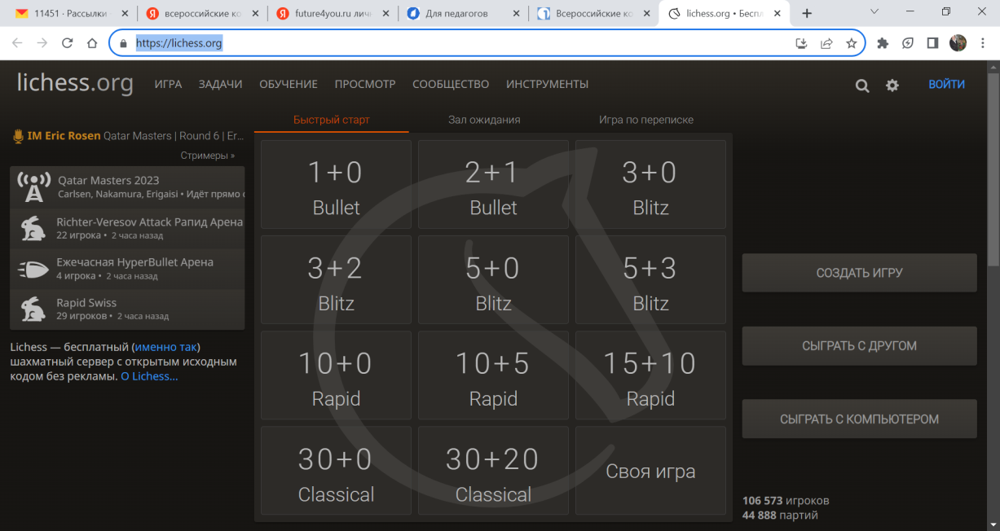 11451 · Рассылки
всероссийские ко
future4you.ru лич
Для педагогов
Всероссийские ко
lichess.org • Беспл
https://lichess.org
lichess.org
ИГРА
ЗАДАЧИ
ОБУЧЕНИЕ
ПРОСМОТР
СООБЩЕСТВО
ИНСТРУМЕНТЫ
ВОЙТИ
IM Eric Rosen Qatar Masters | Round 6 | Er...
Стримеры »
Qatar Masters 2023
Carlsen, Nakamura, Erigaisi • Идёт прямо с
Richter-Veresov Attack Рапид Арена
22 игрока • 2 часа назад
Ежечасная HyperBullet Арена
4 игрока • 2 часа назад
Rapid Swiss
29 игроков • 2 часа назад
Lichess — бесплатный (именно так)
шахматный сервер с открытым исходным
кодом без рекламы. О Lichess...
Быстрый старт
Зал ожидания
Игра по переписке
1+0
Bullet
2+1
Bullet
3+0
Blitz
3+2
Blitz
5+0
Blitz
5+3
Blitz
10+0
Rapid
10+5
Rapid
15+10
Rapid
30+0
Classical
30+20
Classical
Своя игра
СОЗДАТЬ ИГРУ
СЫГРАТЬ С ДРУГОМ
СЫГРАТЬ С КОМПЬЮТЕРОМ
106 573 игроков
44 888 партий